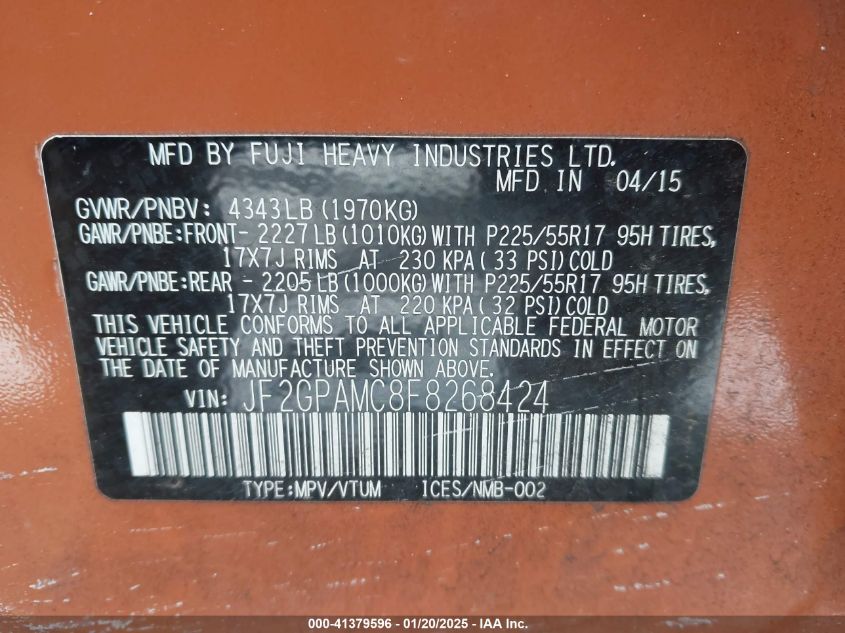 MFD BY FUJI HEAVY INDUSTRIES LTD.
MFD IN 04/15
GVWR/PNBV: 4343LB (1970KG)
GAWR/PNBE:FRONT- 2227LB(1010KG)WITH P225/55R17 95H TIRES,
17X7J RIMS AT 230 KPA( 33 PSI)COLD
GAWR/PNBE:REAR - 2205LB(1000KG)WITH P225/55R17 95H TIRES,
17X7J RIMS AT 220 KPA( 32 PSI)COLD
THIS VEHICLE CONFORMS TO ALL APPLICABLE FEDERAL MOTOR
VEHICLE SAFETY AND THEFT PREVENTION STANDARDS IN EFFECT ON
THE DATE OF MANUFACTURE SHOWN ABOVE.
VIN: JF2GPAMC8F8268424
TYPE:MPV/VTUM ICES/NMB-002
000-41379596 - 01/20/2025 - IAA Inc.